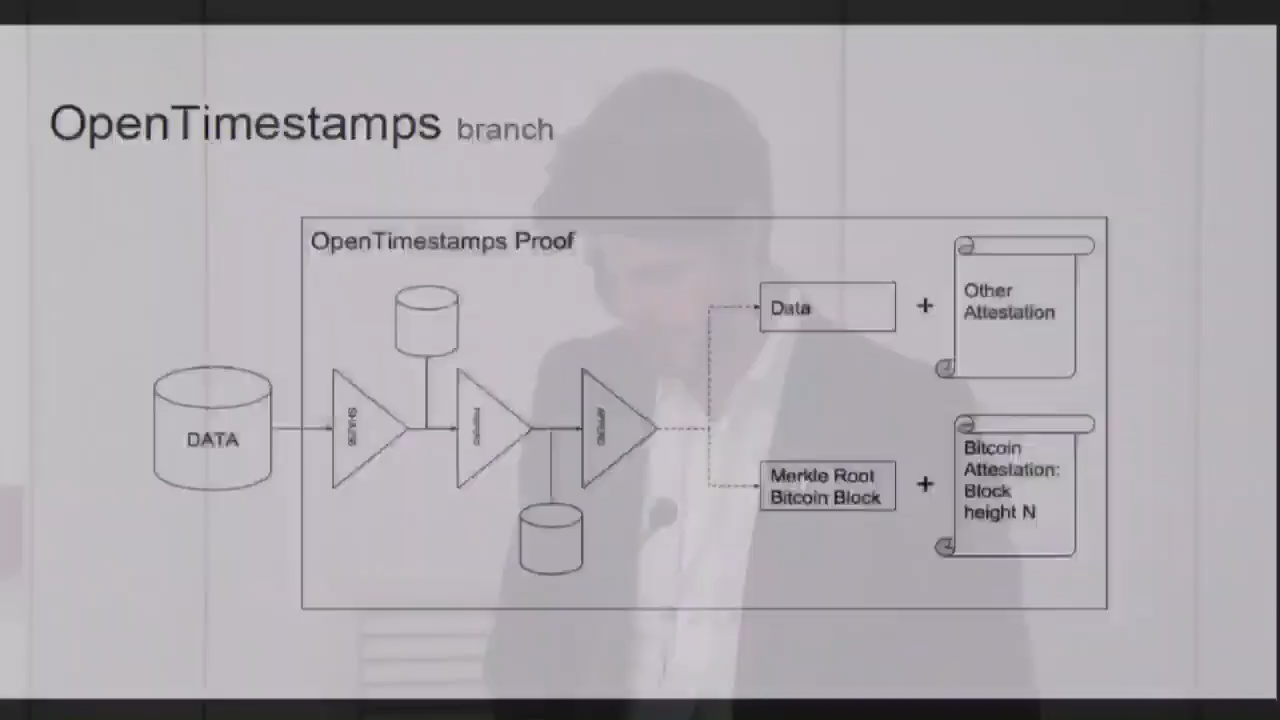 OpenTimestamps branch
OpenTimestamps Proof
DATA
Data
+
Other
Attestation
Merkle Root
Bitcoin Block
+
Bitcoin
Attestation:
Block
height N